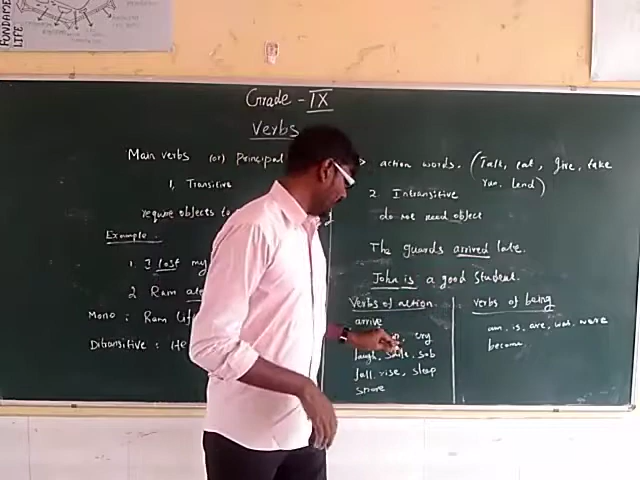 FUNDAME
LIFE
Grade - IX
Verbs
Main verbs (or) Principal > action words. (Talk, eat, give, take
run, lend)
1, Transitive
require objects to
Example
1. I lost my
2 Ram
Mono : Ram
Ditransitive : He
2. Intransitive
do not need object
The guards arrived late.
John is a good student.
Verbs of action
arrive
cry
laugh, smile, sob
fall, rise, sleep
snore
Verbs of being
am, is, are, was, were
become